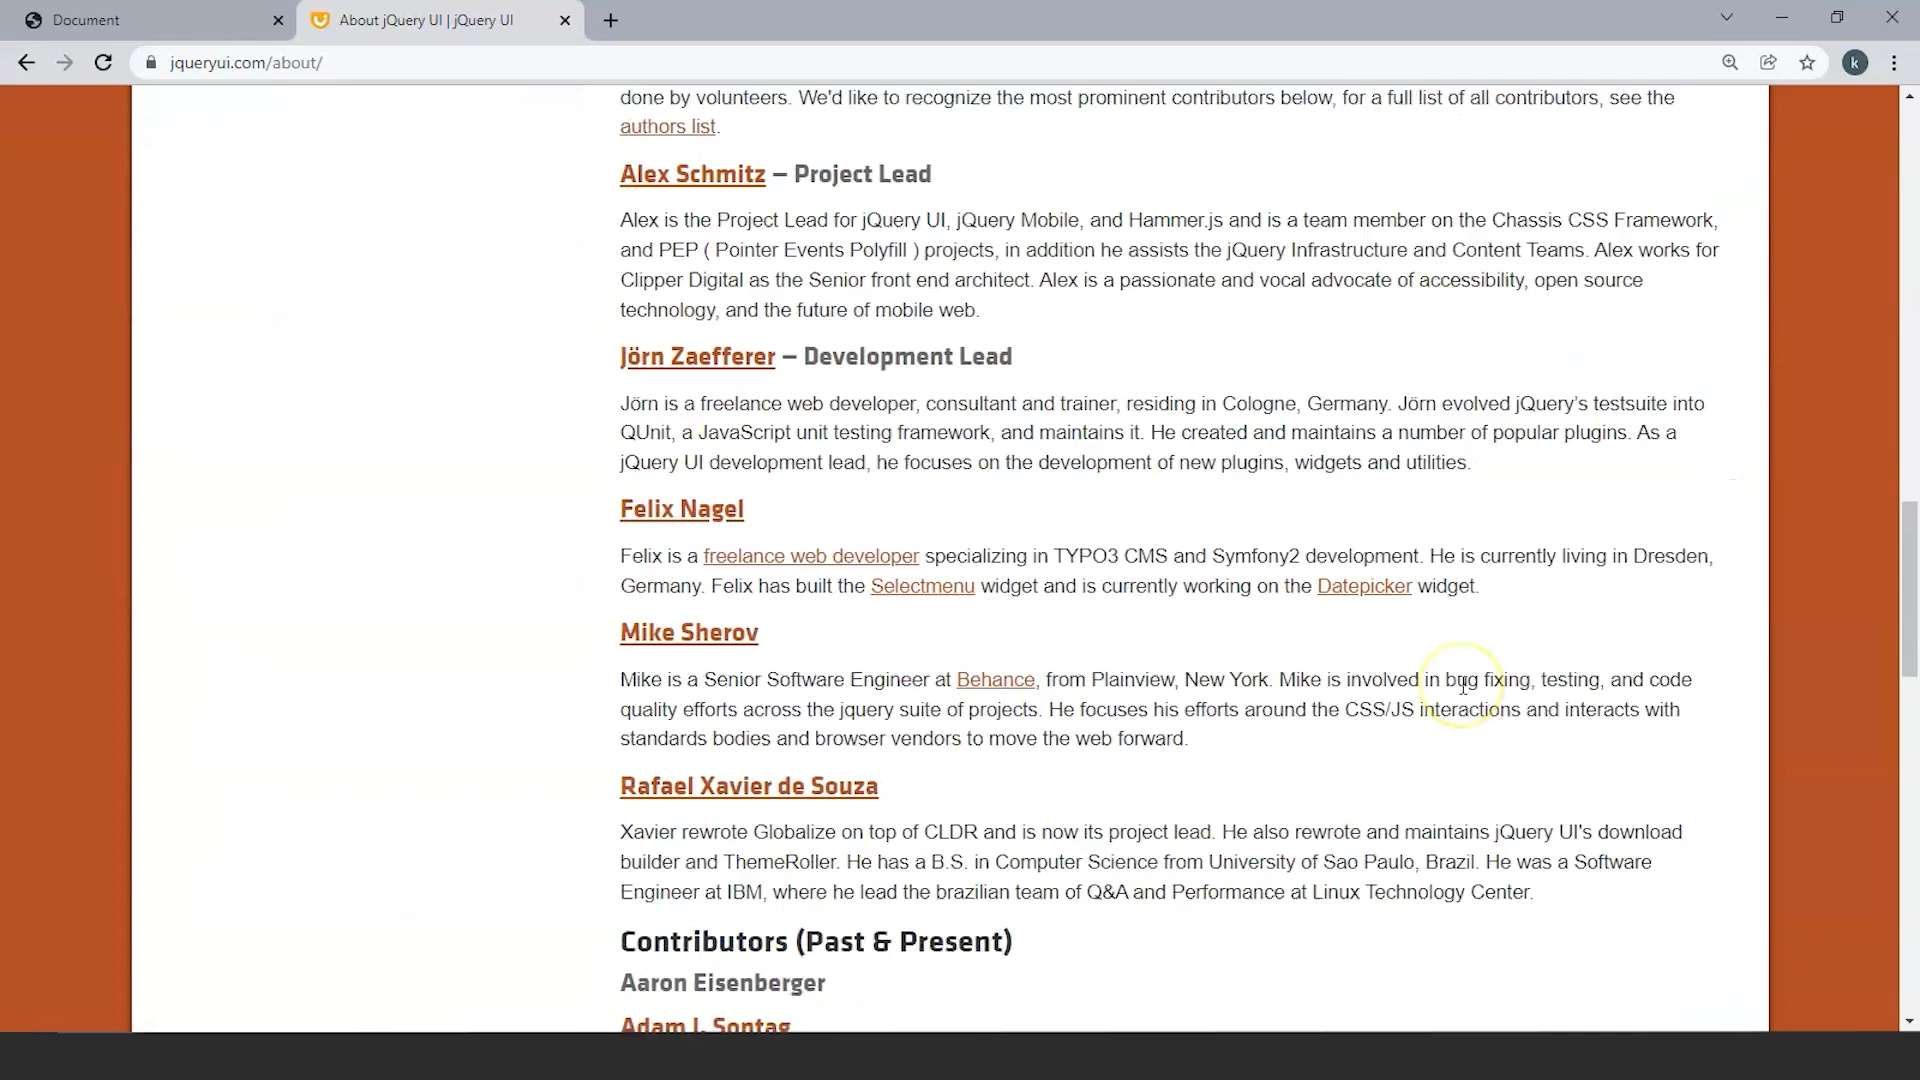 Document
About jQuery UI | jQuery UI
jqueryui.com/about/
k
done by volunteers. We'd like to recognize the most prominent contributors below, for a full list of all contributors, see the
authors list.
Alex Schmitz – Project Lead
Alex is the Project Lead for jQuery UI, jQuery Mobile, and Hammer.js and is a team member on the Chassis CSS Framework,
and PEP ( Pointer Events Polyfill ) projects, in addition he assists the jQuery Infrastructure and Content Teams. Alex works for
Clipper Digital as the Senior front end architect. Alex is a passionate and vocal advocate of accessibility, open source
technology, and the future of mobile web.
Jörn Zaefferer – Development Lead
Jörn is a freelance web developer, consultant and trainer, residing in Cologne, Germany. Jörn evolved jQuery’s testsuite into
QUnit, a JavaScript unit testing framework, and maintains it. He created and maintains a number of popular plugins. As a
jQuery UI development lead, he focuses on the development of new plugins, widgets and utilities.
Felix Nagel
Felix is a freelance web developer specializing in TYPO3 CMS and Symfony2 development. He is currently living in Dresden,
Germany. Felix has built the Selectmenu widget and is currently working on the Datepicker widget.
Mike Sherov
Mike is a Senior Software Engineer at Behance, from Plainview, New York. Mike is involved in bug fixing, testing, and code
quality efforts across the jquery suite of projects. He focuses his efforts around the CSS/JS interactions and interacts with
standards bodies and browser vendors to move the web forward.
Rafael Xavier de Souza
Xavier rewrote Globalize on top of CLDR and is now its project lead. He also rewrote and maintains jQuery UI's download
builder and ThemeRoller. He has a B.S. in Computer Science from University of Sao Paulo, Brazil. He was a Software
Engineer at IBM, where he lead the brazilian team of Q&A and Performance at Linux Technology Center.
Contributors (Past & Present)
Aaron Eisenberger
Adam J. Sontag